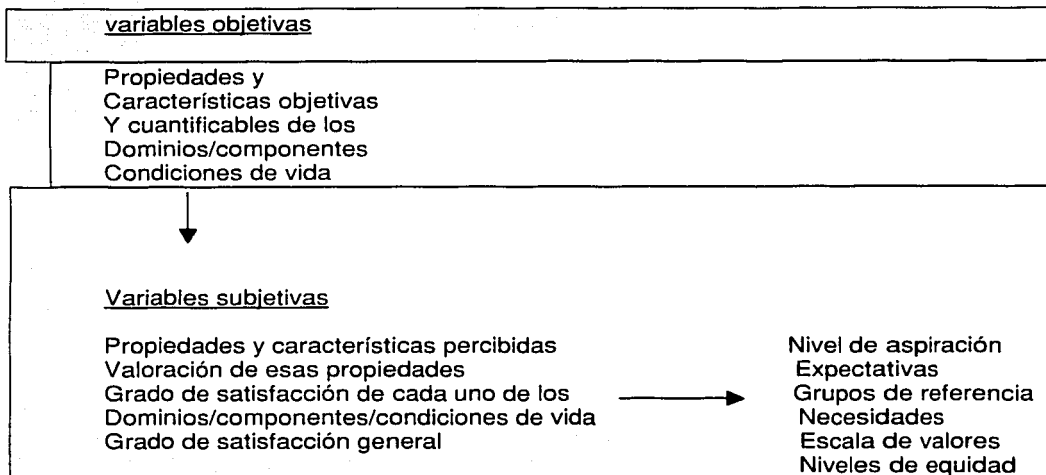 variables objetivas
Propiedades y
Características objetivas
Y cuantificables de los
Dominios/componentes
Condiciones de vida
Variables subjetivas
Propiedades y características percibidas
Valoración de esas propiedades
Grado de satisfacción de cada uno de los
Dominios/componentes/condiciones de vida
Grado de satisfacción general
Nivel de aspiración
Expectativas
Grupos de referencia
Necesidades
Escala de valores
Niveles de equidad